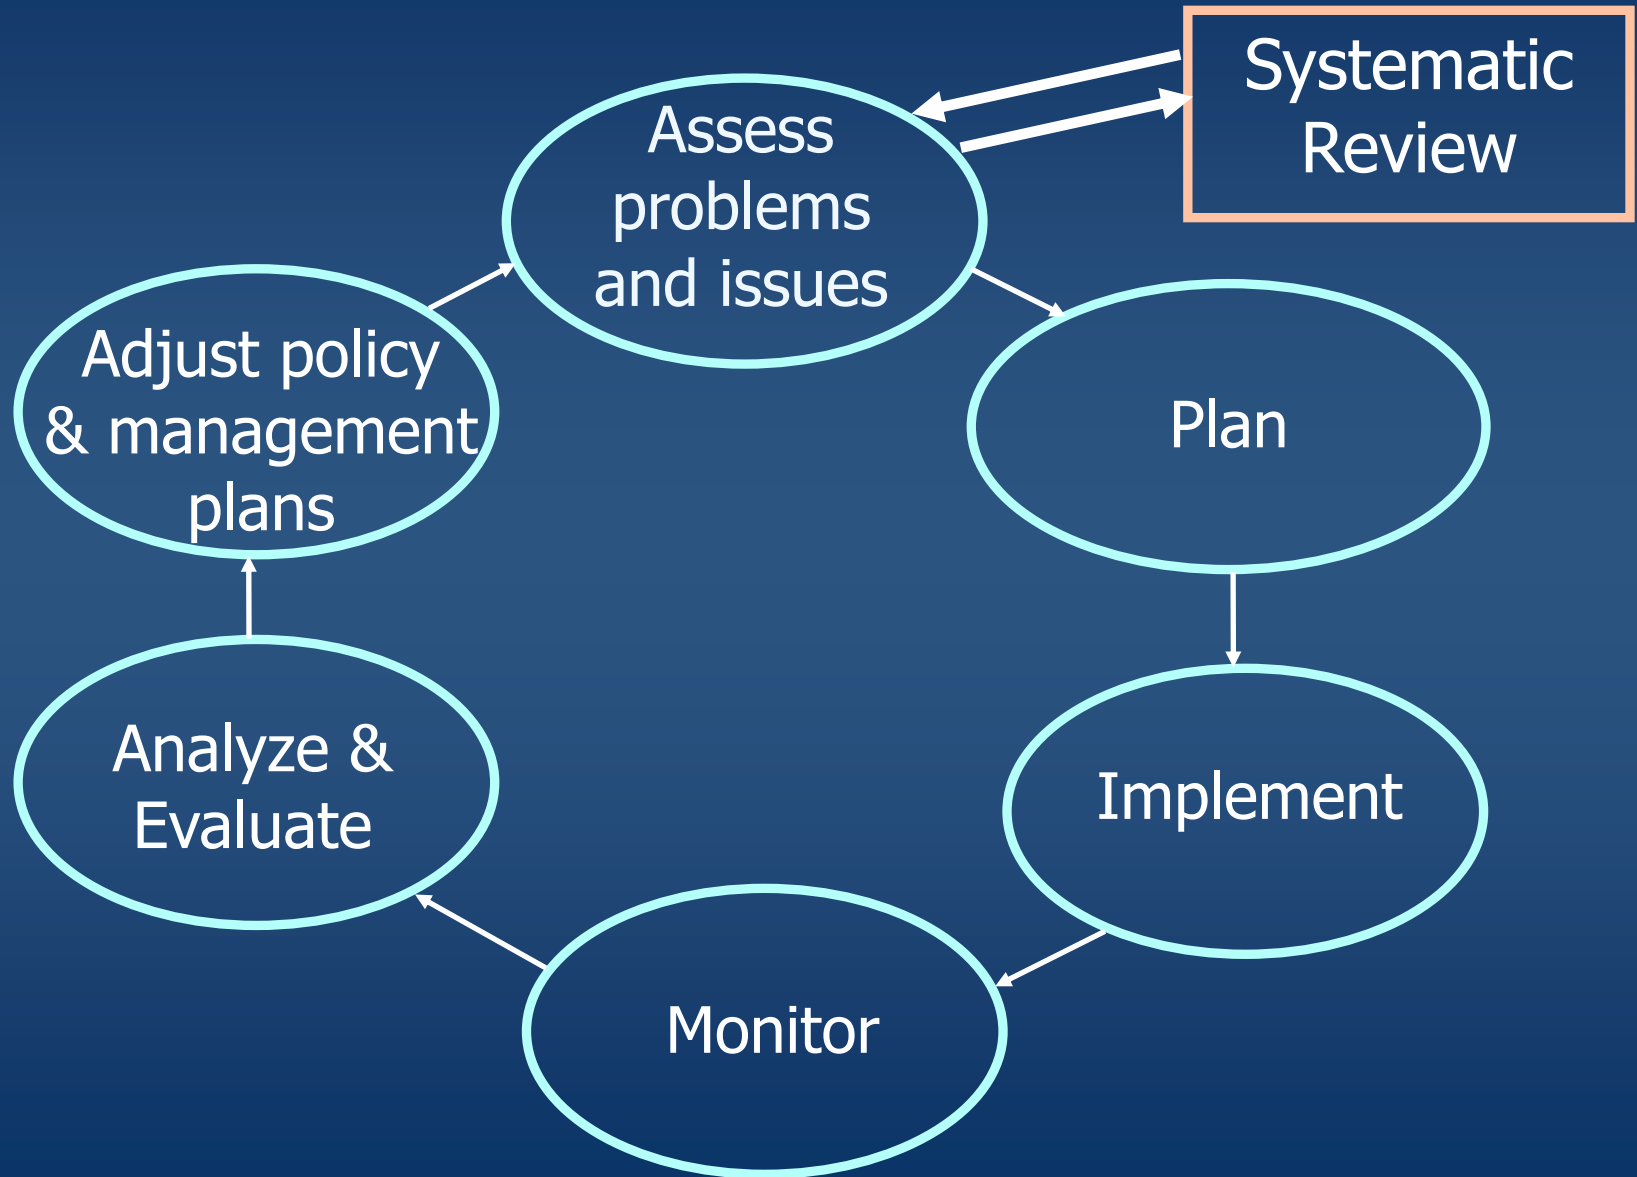 Systematic
Review
Assess
problems
and issues
Adjust policy
& management
plans
Plan
Analyze &
Evaluate
Implement
Monitor